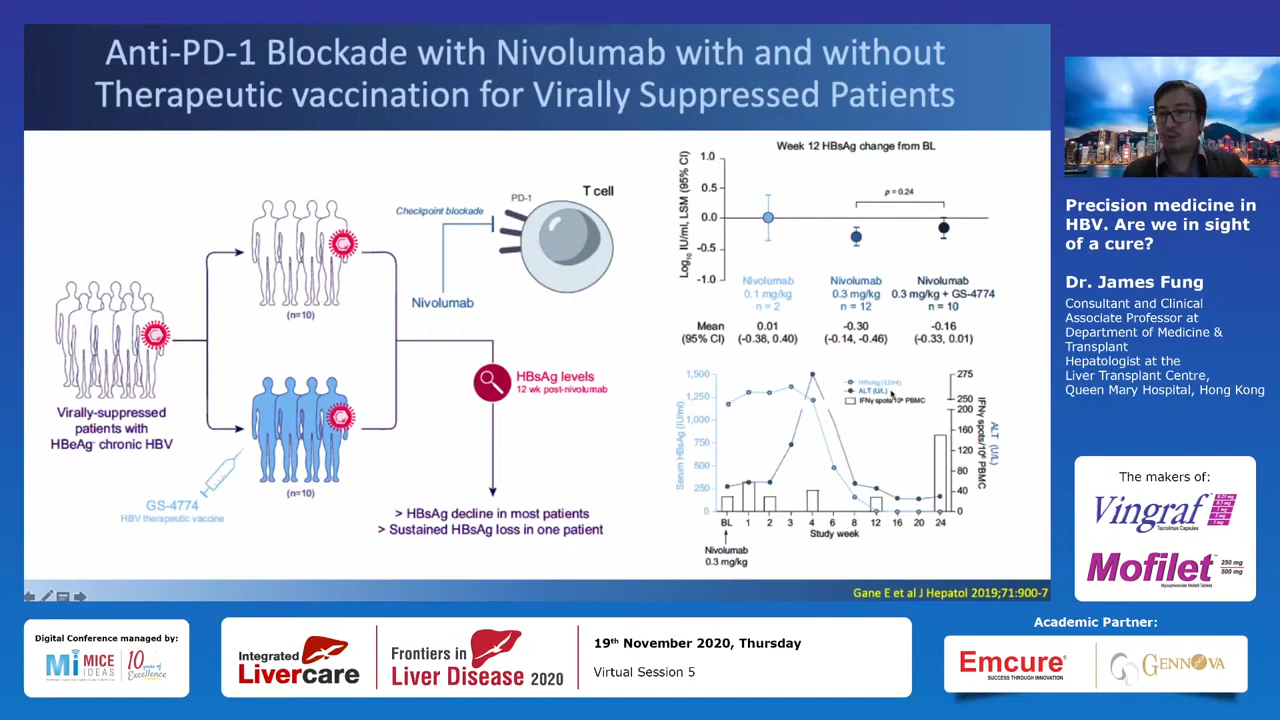 Anti-PD-1 Blockade with Nivolumab with and without
Therapeutic vaccination for Virally Suppressed Patients
Virally-suppressed
patients with
HBeAg⁻ chronic HBV
(n=10)
GS-4774
HBV therapeutic vaccine
(n=10)
Checkpoint blockade
PD-1
T cell
Nivolumab
HBsAg levels
12 wk post-nivolumab
> HBsAg decline in most patients
> Sustained HBsAg loss in one patient
Week 12 HBsAg change from BL
Log₁₀ IU/ml, LSM (95% CI)
1.0
0.5
0.0
-0.5
-1.0
p = 0.24
Nivolumab
0.1 mg/kg
n = 2
Nivolumab
0.3 mg/kg
n = 12
Nivolumab
0.3 mg/kg + GS-4774
n = 10
Mean
(95% CI)
0.01
(-0.38, 0.40)
-0.30
(-0.14, -0.46)
-0.16
(-0.33, 0.01)
Serum HBsAg (IU/ml)
1,500
1,250
1,000
750
500
250
0
HBsAg (IU/ml)
ALT (U/L)
IFNγ spots/10⁶ PBMC
275
250
200
160
120
80
40
0
IFNγ spots/10⁶ PBMC
ALT (U/L)
BL 1 2 3 4 6 8 12 16 20 24
Study week
Nivolumab
0.3 mg/kg
Gane E et al J Hepatol 2019;71:900-7
Precision medicine in
HBV. Are we in sight
of a cure?
Dr. James Fung
Consultant and Clinical
Associate Professor at
Department of Medicine &
Transplant
Hepatologist at the
Liver Transplant Centre,
Queen Mary Hospital, Hong Kong
The makers of:
Vingraf™
Tacrolimus Capsules
Mofilet™
Mycophenolate Mofetil Tablets
250 mg
500 mg
Digital Conference managed by:
Mi MICE
IDEAS
10 years of
Excellence
Integrated
Livercare
Frontiers in
Liver Disease 2020
19th November 2020, Thursday
Virtual Session 5
Academic Partner:
Emcure®
SUCCESS THROUGH INNOVATION
GENNOVA